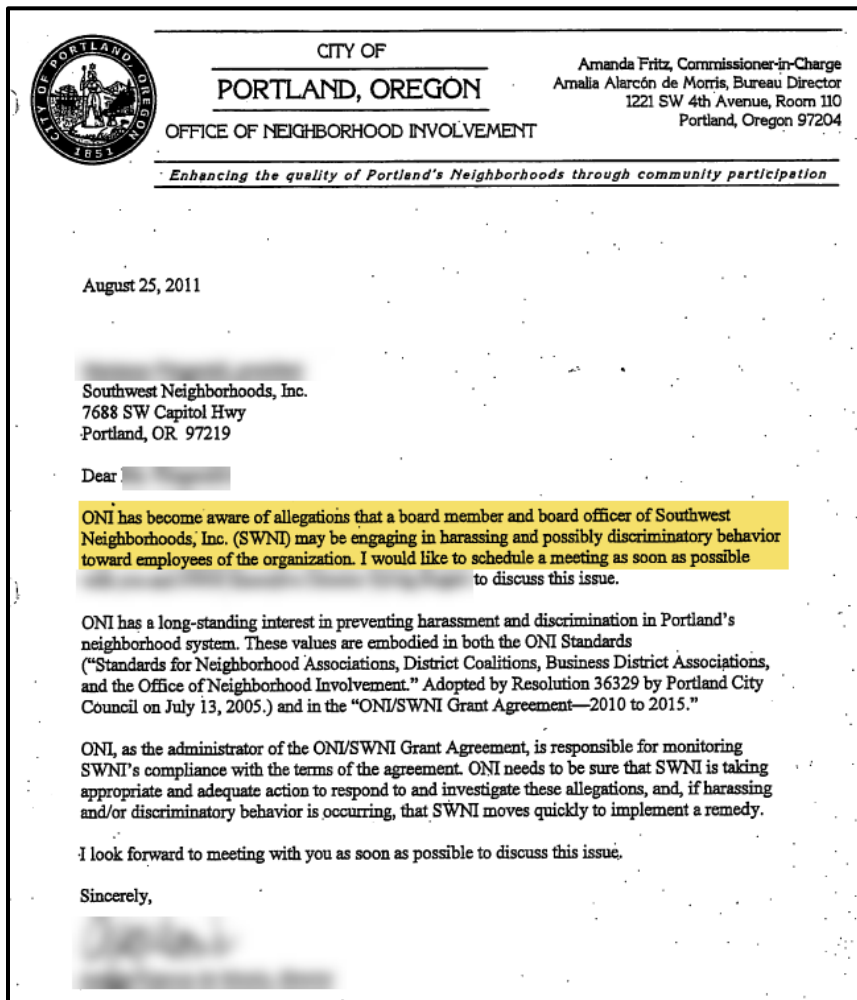 CITY OF PORTLAND, OREGON
1851
CITY OF
PORTLAND, OREGON
OFFICE OF NEIGHBORHOOD INVOLVEMENT
Amanda Fritz, Commissioner-in-Charge
Amalia Alarcón de Morris, Bureau Director
1221 SW 4th Avenue, Room 110
Portland, Oregon 97204
Enhancing the quality of Portland's Neighborhoods through community participation
August 25, 2011
Southwest Neighborhoods, Inc.
7688 SW Capitol Hwy
Portland, OR 97219
Dear
ONI has become aware of allegations that a board member and board officer of Southwest
Neighborhoods, Inc. (SWNI) may be engaging in harassing and possibly discriminatory behavior
toward employees of the organization. I would like to schedule a meeting as soon as possible
to discuss this issue.
ONI has a long-standing interest in preventing harassment and discrimination in Portland's
neighborhood system. These values are embodied in both the ONI Standards
("Standards for Neighborhood Associations, District Coalitions, Business District Associations,
and the Office of Neighborhood Involvement." Adopted by Resolution 36329 by Portland City
Council on July 13, 2005.) and in the "ONI/SWNI Grant Agreement—2010 to 2015."
ONI, as the administrator of the ONI/SWNI Grant Agreement, is responsible for monitoring
SWNI's compliance with the terms of the agreement. ONI needs to be sure that SWNI is taking
appropriate and adequate action to respond to and investigate these allegations, and, if harassing
and/or discriminatory behavior is occurring, that SWNI moves quickly to implement a remedy.
I look forward to meeting with you as soon as possible to discuss this issue.
Sincerely,